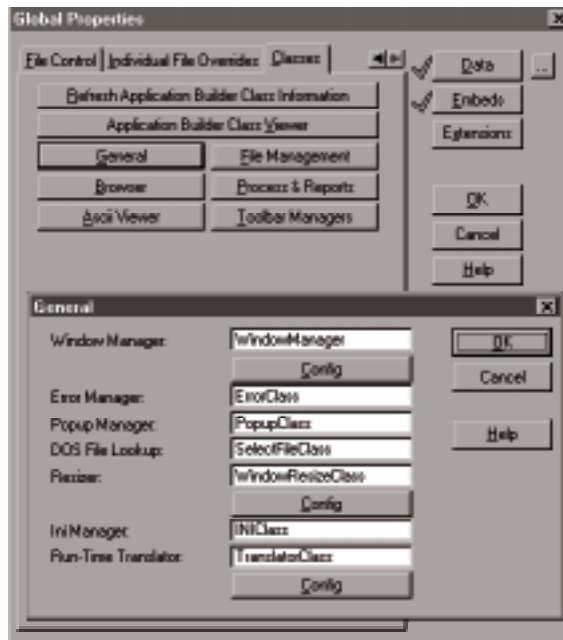 Global Properties
File Control Individual File Overrides Classes
Data ...
Refresh Application Builder Class Information
Embeds
Application Builder Class Viewer
Extensions
General File Management
Browser Process & Reports
OK
Ascii Viewer Toolbar Managers
Cancel
Help
General
Window Manager: WindowManager
OK
Config
Cancel
Error Manager: ErrorClass
Popup Manager: PopupClass
Help
DOS File Lookup: SelectFileClass
Resizer: WindowResizeClass
Config
Ini Manager: INIClass
Run-Time Translator: TranslatorClass
Config